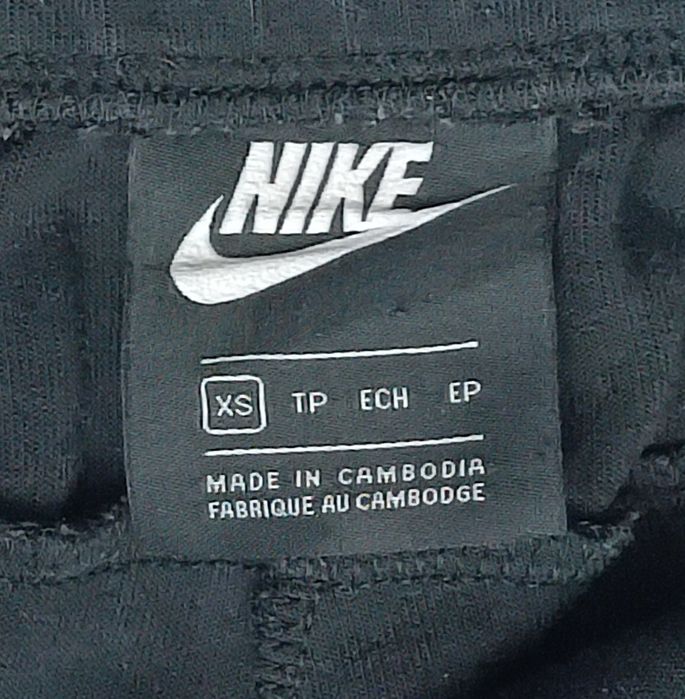 NIKE
XS TP ECH EP
MADE IN CAMBODIA
FABRIQUE AU CAMBODGE